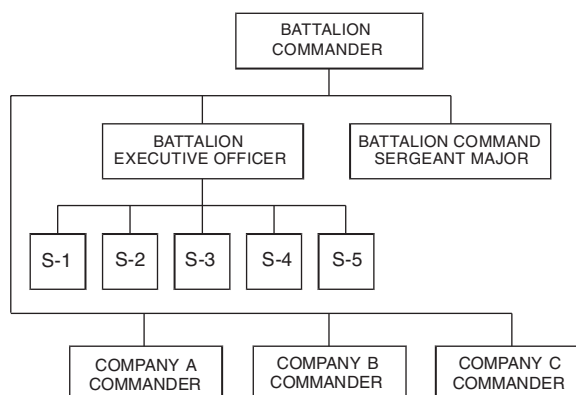 BATTALION
COMMANDER
BATTALION
EXECUTIVE OFFICER
BATTALION COMMAND
SERGEANT MAJOR
S-1
S-2
S-3
S-4
S-5
COMPANY A
COMMANDER
COMPANY B
COMMANDER
COMPANY C
COMMANDER